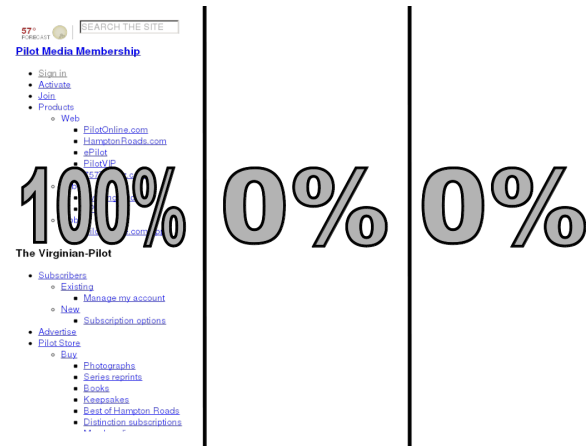 57°
FORECAST
SEARCH THE SITE
Pilot Media Membership
Sign in
Activate
Join
Products
Web
PilotOnline.com
HamptonRoads.com
ePilot
PilotVIP
100% 0% 0%
The Virginian-Pilot
Subscribers
Existing
Manage my account
New
Subscription options
Advertise
Pilot Store
Buy
Photographs
Series reprints
Books
Keepsakes
Best of Hampton Roads
Distinction subscriptions